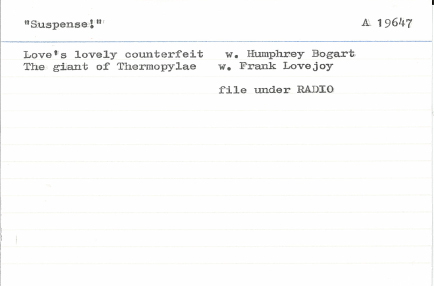 "Suspense!" A 19647
Love's lovely counterfeit w. Humphrey Bogart
The giant of Thermopylae w. Frank Lovejoy
file under RADIO